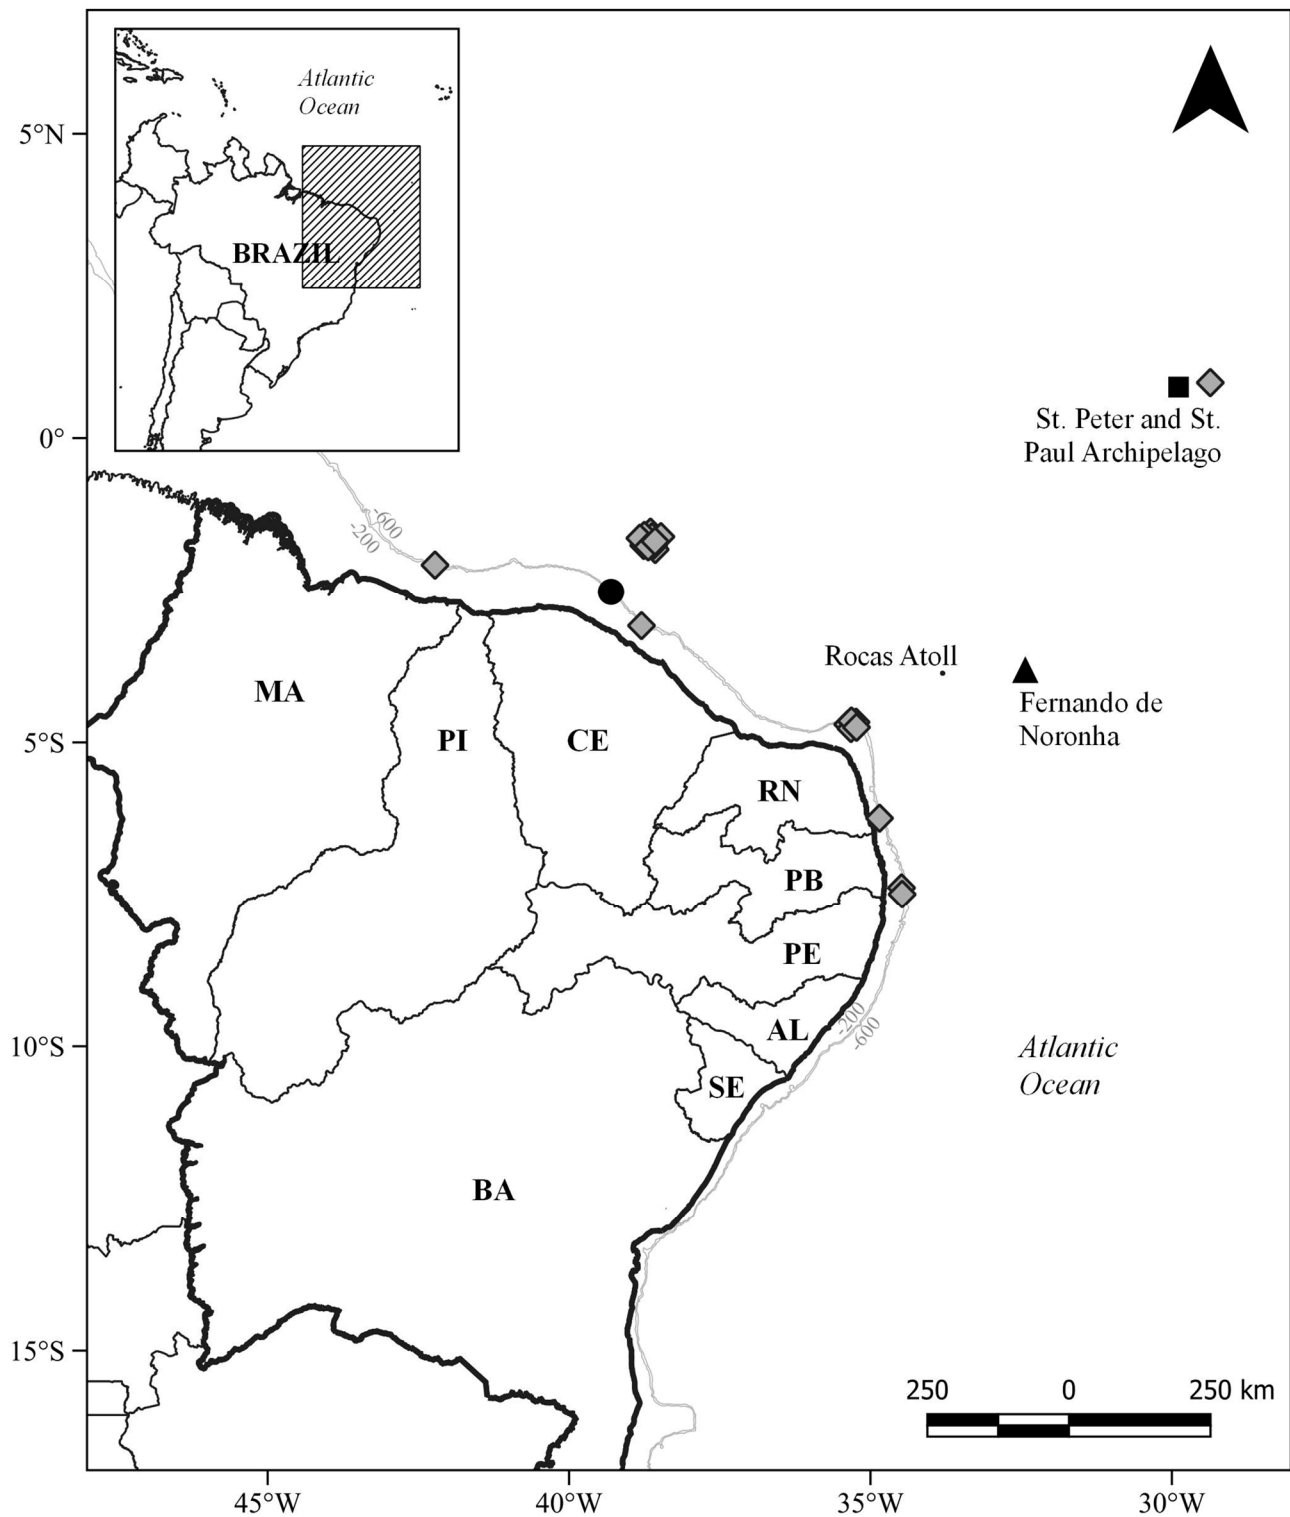 Atlantic
Ocean
BRAZIL
5°N
0°
5°S
10°S
15°S
St. Peter and St.
Paul Archipelago
-600
-200
Rocas Atoll
Fernando de
Noronha
MA
PI
CE
RN
PB
PE
AL
SE
BA
-200
-600
Atlantic
Ocean
250 0 250 km
45°W 40°W 35°W 30°W